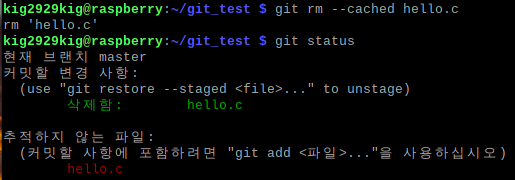 kig2929kig@raspberry:~/git_test $ git rm --cached hello.c
rm 'hello.c'
kig2929kig@raspberry:~/git_test $ git status
현재 브랜치 master
커밋할 변경 사항:
  (use "git restore --staged <file>..." to unstage)
	삭제함:        hello.c

추적하지 않는 파일:
  (커밋할 사항에 포함하려면 "git add <파일>..."을 사용하십시오)
	hello.c